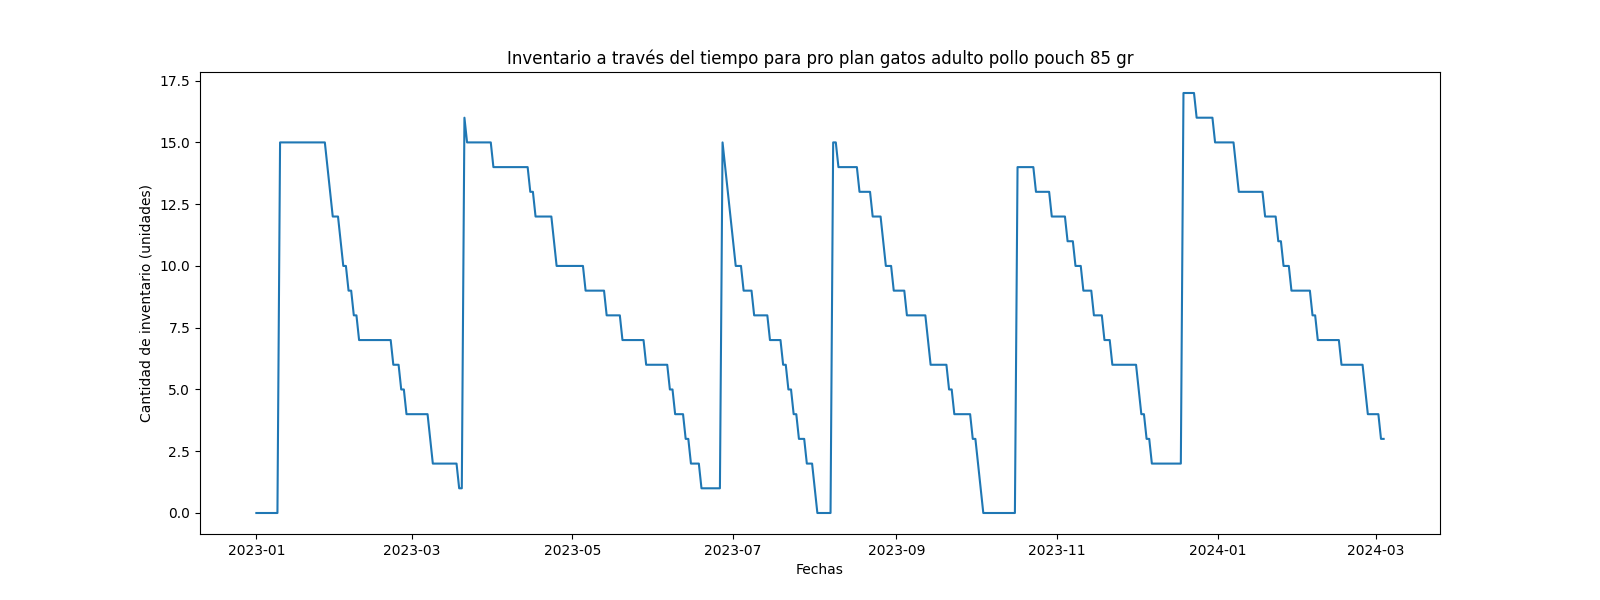 Inventario a través del tiempo para pro plan gatos adulto pollo pouch 85 gr
Cantidad de inventario (unidades)
17.5
15.0
12.5
10.0
7.5
5.0
2.5
0.0
2023-01 2023-03 2023-05 2023-07 2023-09 2023-11 2024-01 2024-03
Fechas